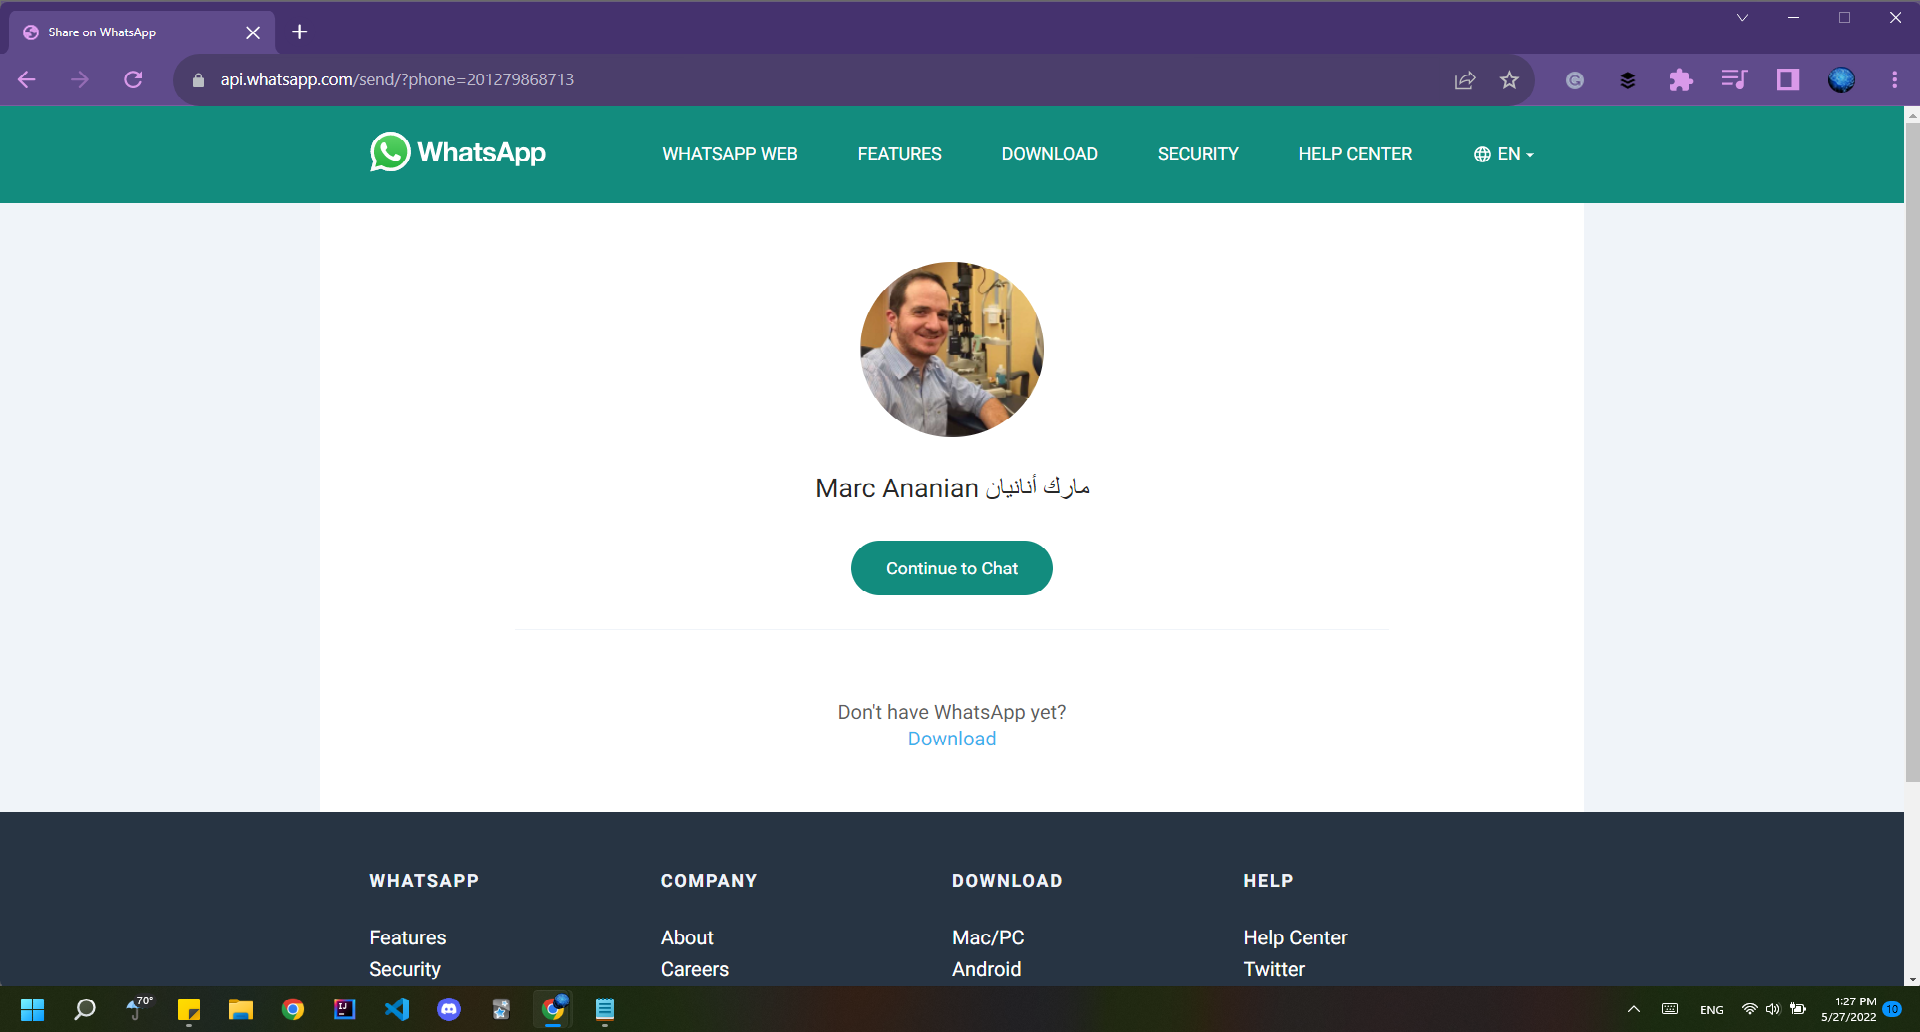 Share on WhatsApp
api.whatsapp.com/send/?phone=201279868713
WhatsApp
WHATSAPP WEB
FEATURES
DOWNLOAD
SECURITY
HELP CENTER
EN
Marc Ananian مارك أنانيان
Continue to Chat
Don't have WhatsApp yet?
Download
WHATSAPP
COMPANY
DOWNLOAD
HELP
Features
About
Mac/PC
Help Center
Security
Careers
Android
Twitter
70°
IJ
ENG
1:27 PM
5/27/2022
10